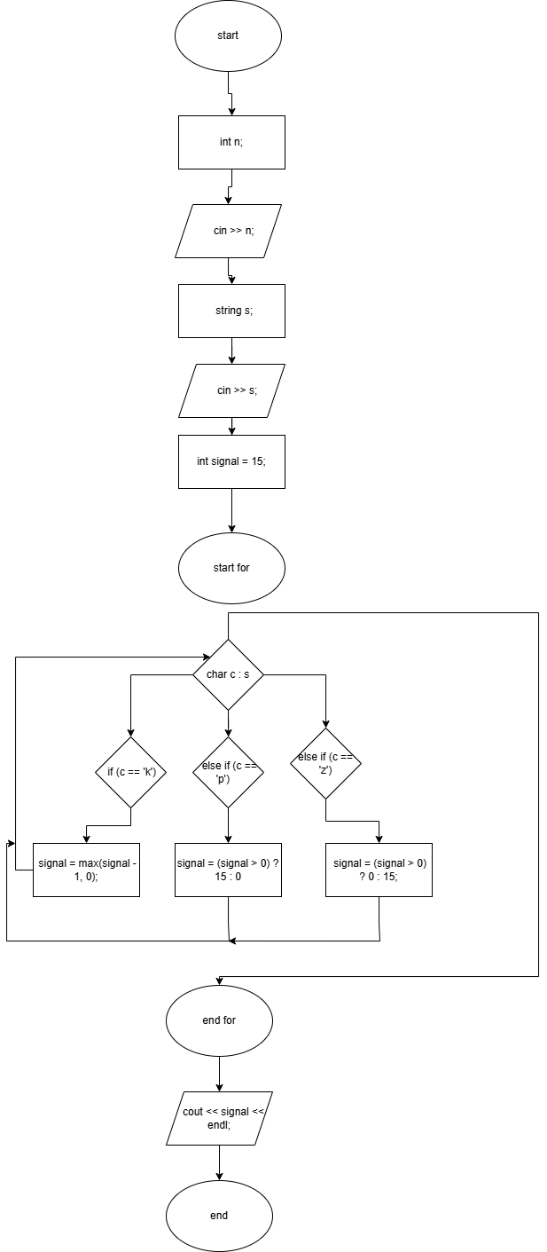 start
int n;
cin >> n;
string s;
cin >> s;
int signal = 15;
start for
char c : s
if (c == 'k')
else if (c ==
'p')
else if (c ==
'z')
signal = max(signal -
1, 0);
signal = (signal > 0) ?
15 : 0
signal = (signal > 0)
? 0 : 15;
end for
cout << signal <<
endl;
end